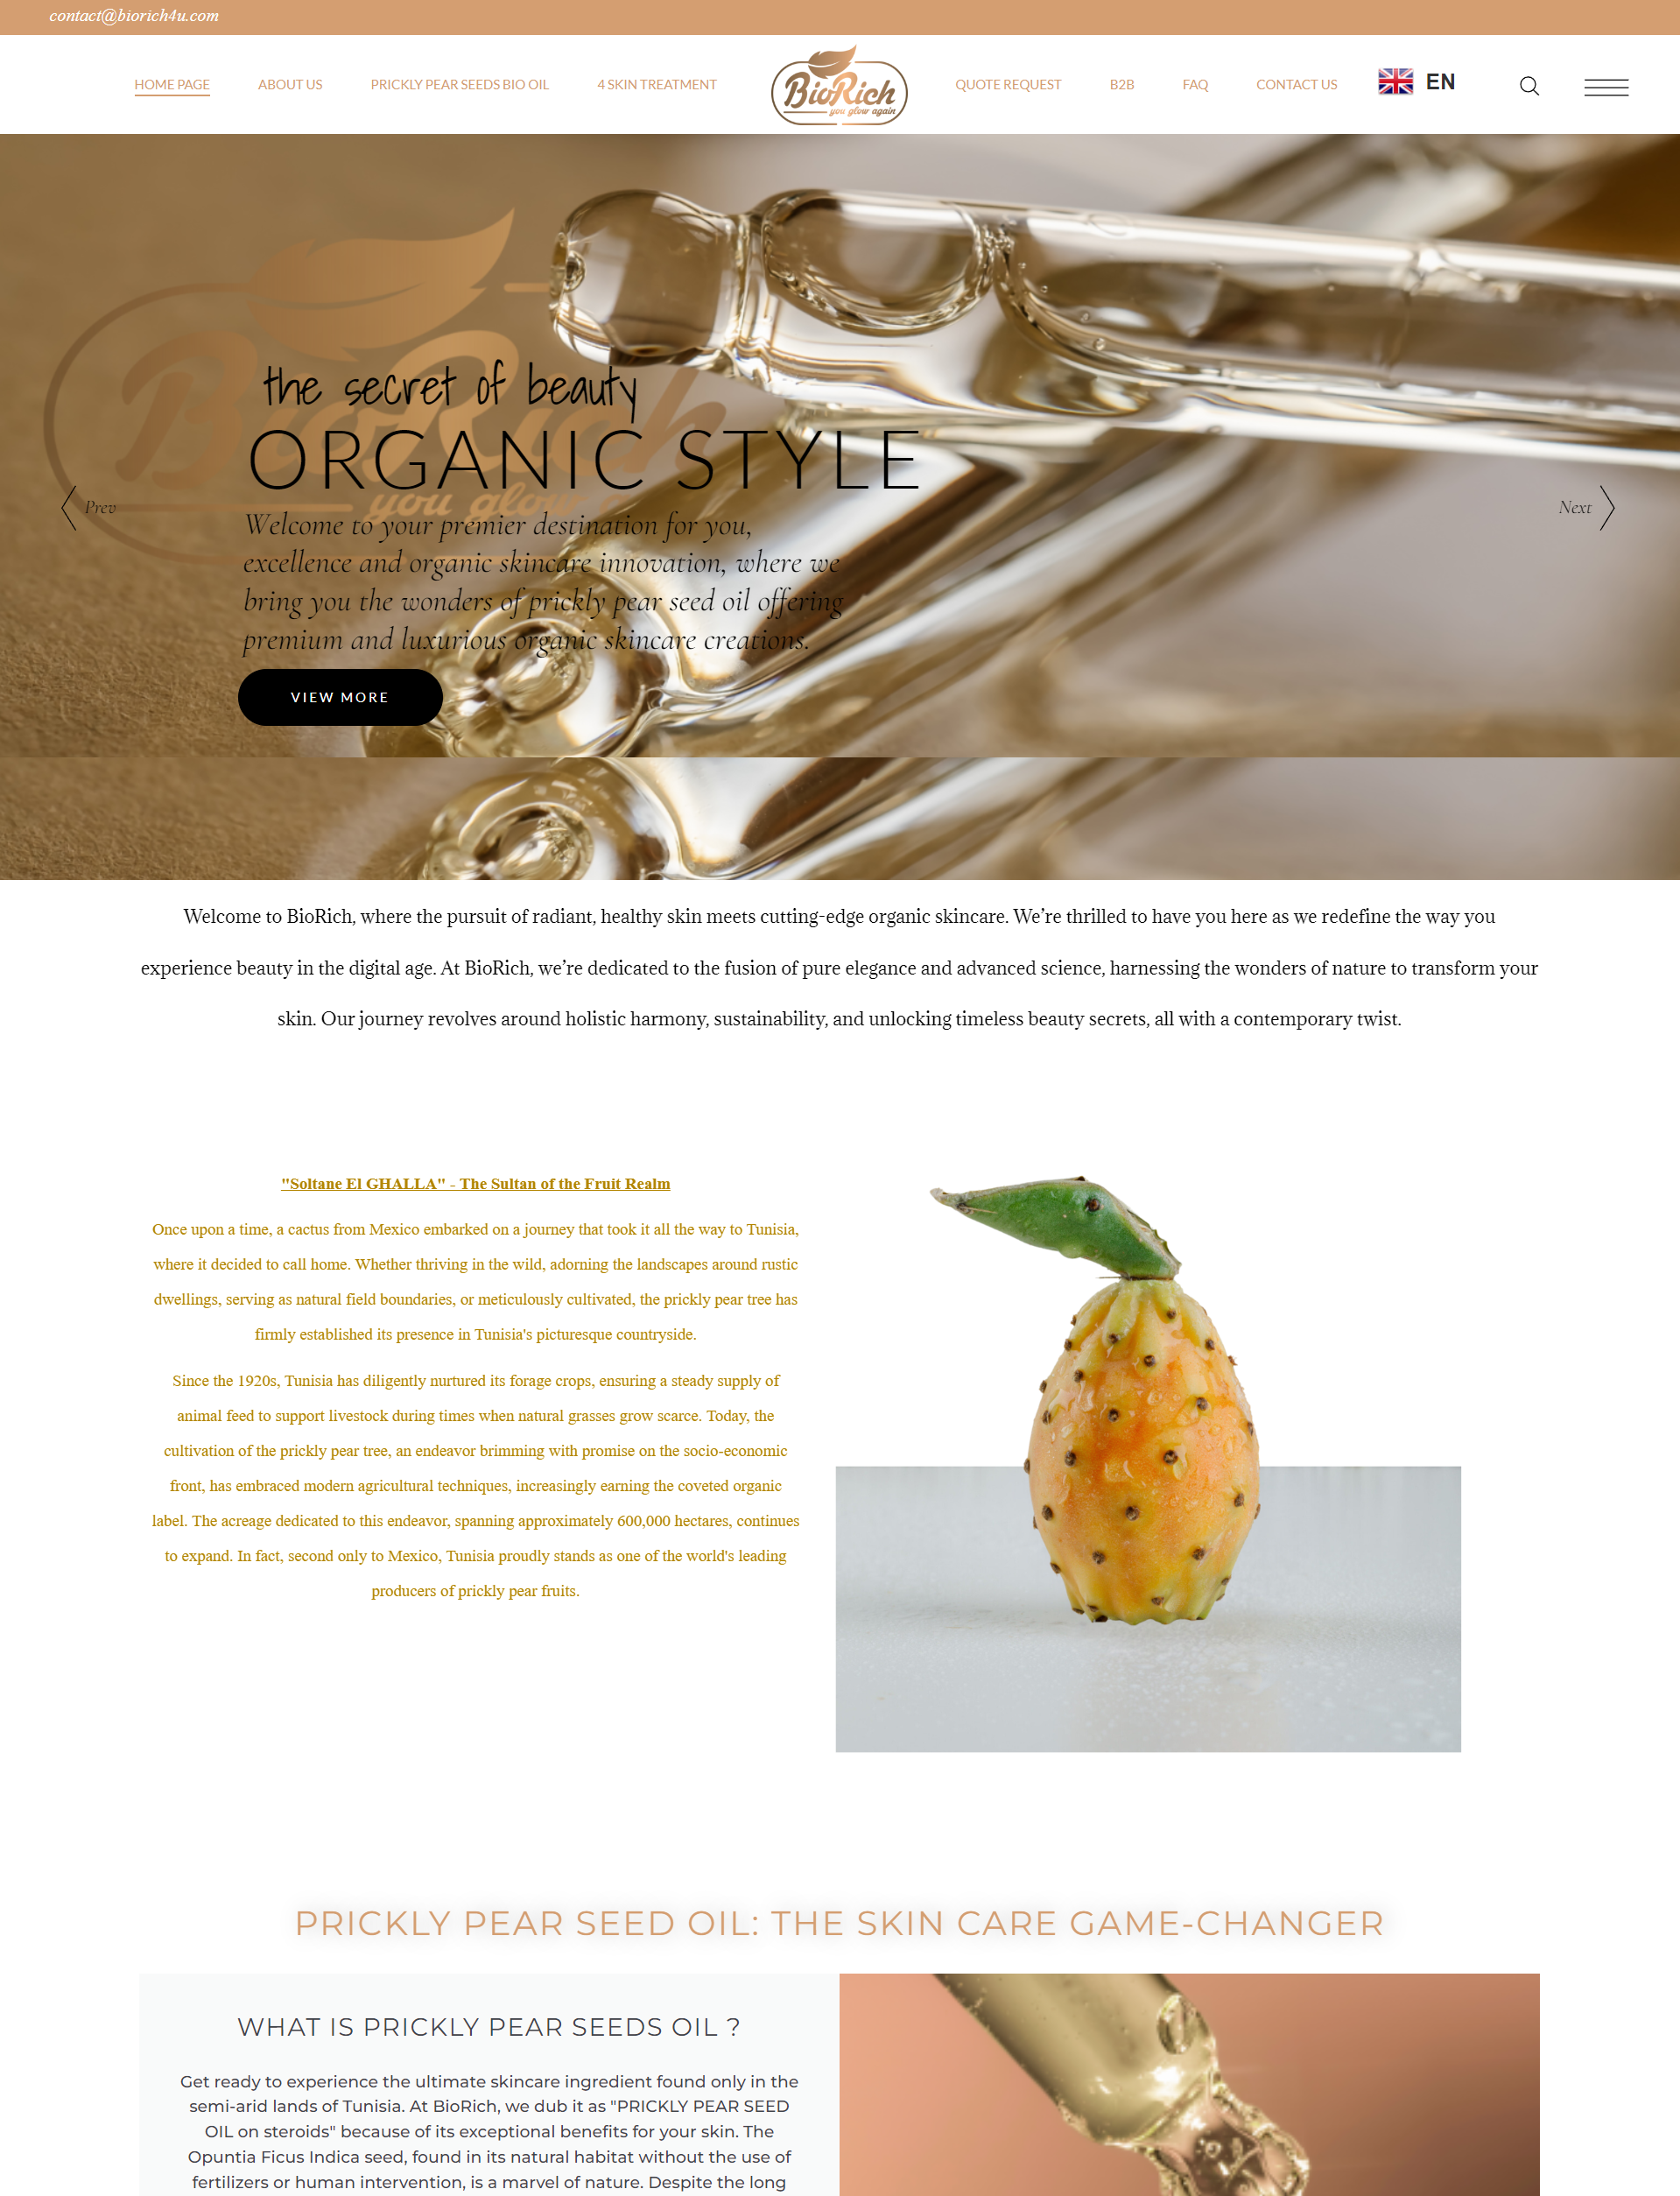 contact@biorich4u.com
HOME PAGE
ABOUT US
PRICKLY PEAR SEEDS BIO OIL
4 SKIN TREATMENT
BioRich
you glow again
QUOTE REQUEST
B2B
FAQ
CONTACT US
EN
BioRich
you glow
the secret of beauty
ORGANIC STYLE
Prev
Next
Welcome to your premier destination for you,
excellence and organic skincare innovation, where we
bring you the wonders of prickly pear seed oil offering
premium and luxurious organic skincare creations.
VIEW MORE
Welcome to BioRich, where the pursuit of radiant, healthy skin meets cutting-edge organic skincare. We’re thrilled to have you here as we redefine the way you
experience beauty in the digital age. At BioRich, we’re dedicated to the fusion of pure elegance and advanced science, harnessing the wonders of nature to transform your
skin. Our journey revolves around holistic harmony, sustainability, and unlocking timeless beauty secrets, all with a contemporary twist.
"Soltane El GHALLA" - The Sultan of the Fruit Realm
Once upon a time, a cactus from Mexico embarked on a journey that took it all the way to Tunisia,
where it decided to call home. Whether thriving in the wild, adorning the landscapes around rustic
dwellings, serving as natural field boundaries, or meticulously cultivated, the prickly pear tree has
firmly established its presence in Tunisia's picturesque countryside.
Since the 1920s, Tunisia has diligently nurtured its forage crops, ensuring a steady supply of
animal feed to support livestock during times when natural grasses grow scarce. Today, the
cultivation of the prickly pear tree, an endeavor brimming with promise on the socio-economic
front, has embraced modern agricultural techniques, increasingly earning the coveted organic
label. The acreage dedicated to this endeavor, spanning approximately 600,000 hectares, continues
to expand. In fact, second only to Mexico, Tunisia proudly stands as one of the world's leading
producers of prickly pear fruits.
PRICKLY PEAR SEED OIL: THE SKIN CARE GAME-CHANGER
WHAT IS PRICKLY PEAR SEEDS OIL ?
Get ready to experience the ultimate skincare ingredient found only in the
semi-arid lands of Tunisia. At BioRich, we dub it as "PRICKLY PEAR SEED
OIL on steroids" because of its exceptional benefits for your skin. The
Opuntia Ficus Indica seed, found in its natural habitat without the use of
fertilizers or human intervention, is a marvel of nature. Despite the long